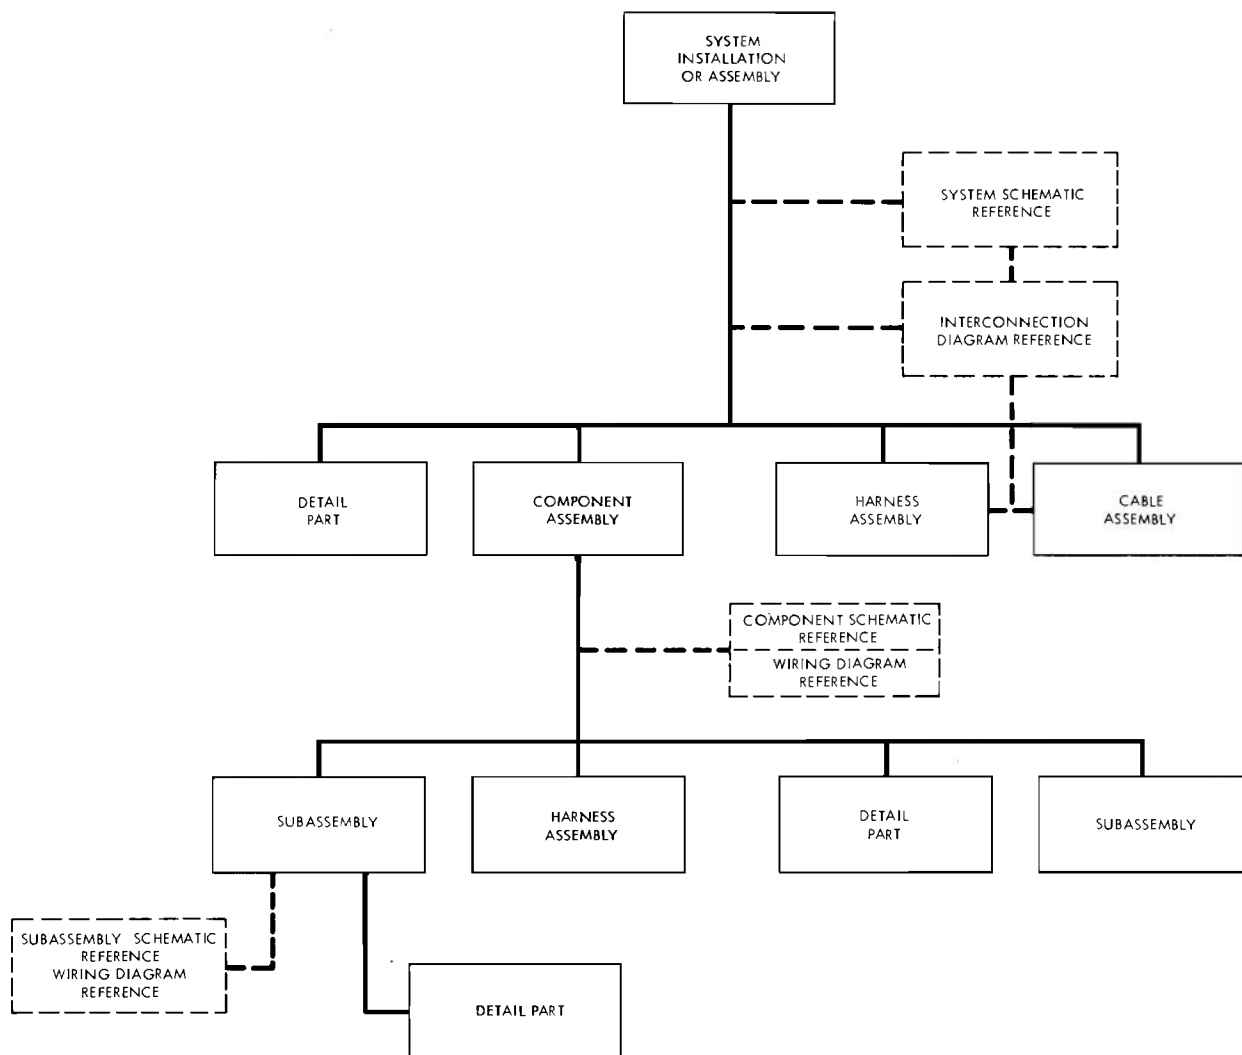 SYSTEM
INSTALLATION
OR ASSEMBLY
SYSTEM SCHEMATIC
REFERENCE
INTERCONNECTION
DIAGRAM REFERENCE
DETAIL
PART
COMPONENT
ASSEMBLY
HARNESS
ASSEMBLY
CABLE
ASSEMBLY
COMPONENT SCHEMATIC
REFERENCE
WIRING DIAGRAM
REFERENCE
SUBASSEMBLY
HARNESS
ASSEMBLY
DETAIL
PART
SUBASSEMBLY
SUBASSEMBLY SCHEMATIC
REFERENCE
WIRING DIAGRAM
REFERENCE
DETAIL PART